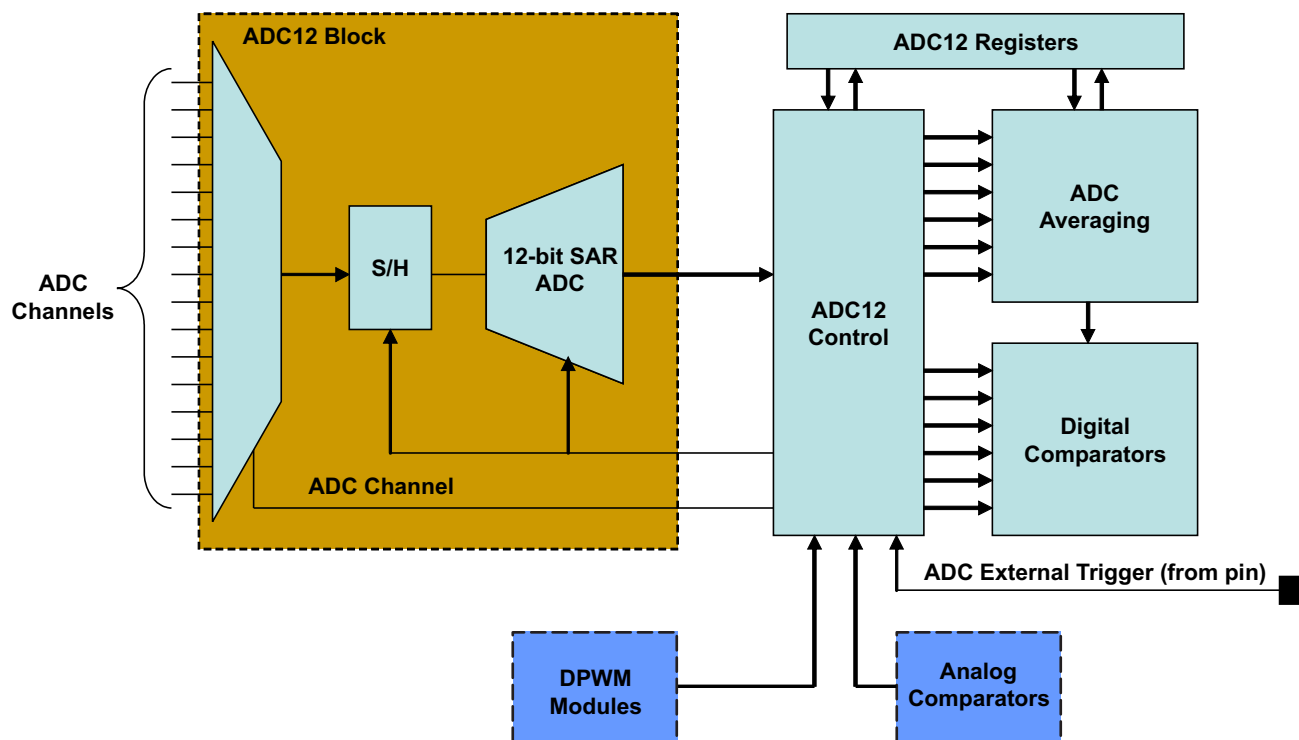 ADC12 Block
ADC12 Registers
ADC
Channels
S/H
12-bit SAR
ADC
ADC12
Control
ADC
Averaging
Digital
Comparators
ADC Channel
ADC External Trigger (from pin)
DPWM
Modules
Analog
Comparators